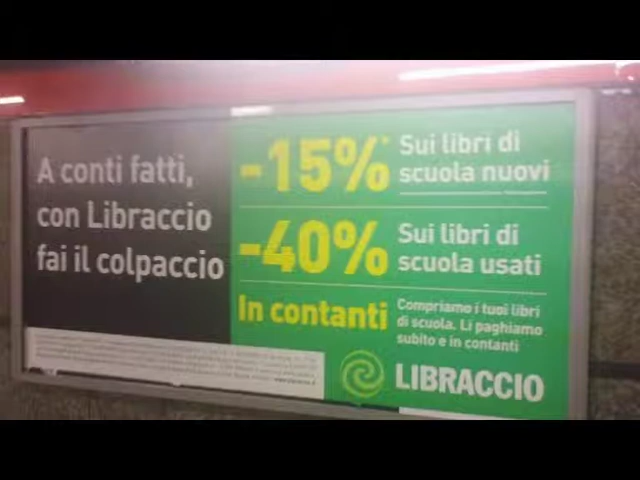 A conti fatti,
con Libraccio
fai il colpaccio
-15%*
Sui libri di
scuola nuovi
-40%
Sui libri di
scuola usati
In contanti
Compriamo i tuoi libri
di scuola. Li paghiamo
subito e in contanti
LIBRACCIO